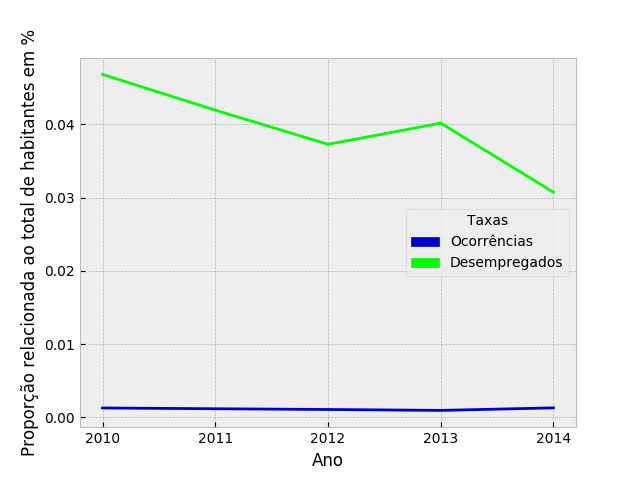 Proporção relacionada ao total de habitantes em %
0.04
0.03
0.02
0.01
0.00
Taxas
Ocorrências
Desempregados
2010 2011 2012 2013 2014
Ano